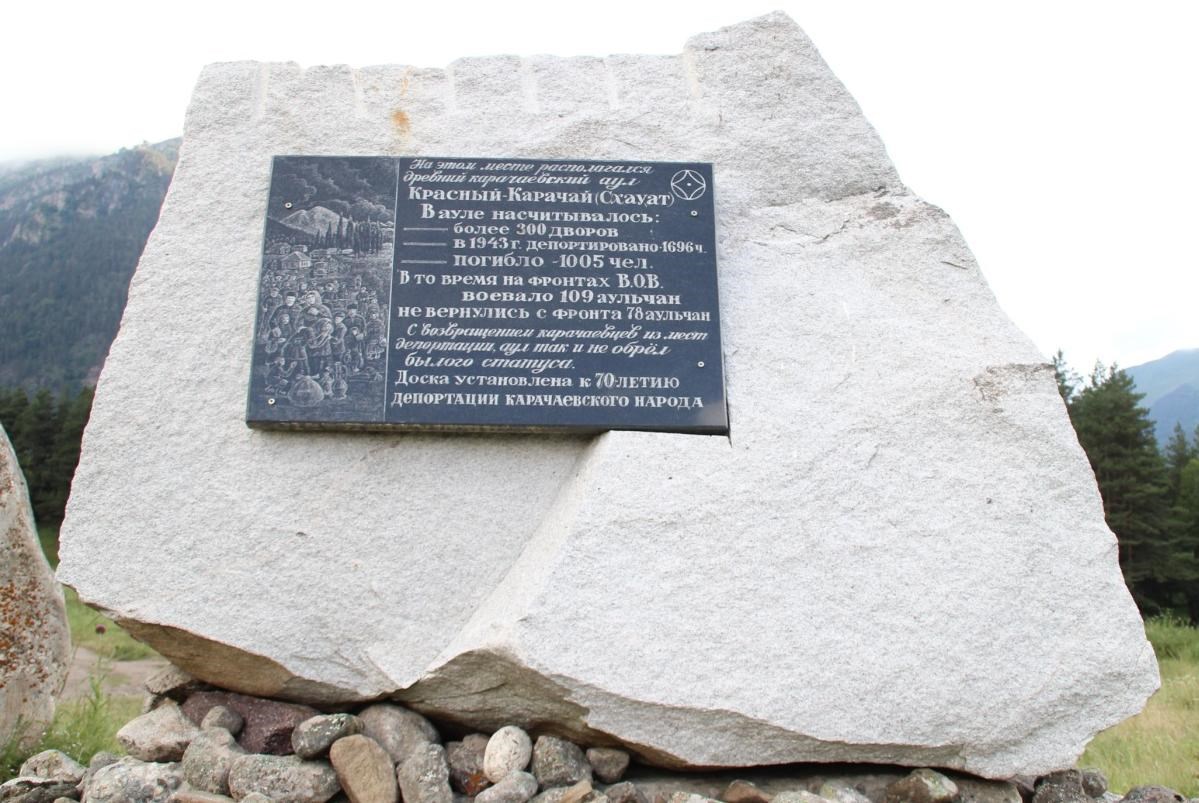 На этом месте располагался
древний карачаевский аул
Красный-Карачай (Схауат)
В ауле насчитывалось:
— более 300 дворов
— в 1943 г. депортировано-1696 ч.
— погибло -1005 чел.
В то время на фронтах В.О.В.
воевало 109 аульчан
не вернулись с фронта 78 аульчан
С возвращением карачаевцев из мест
депортации, аул так и не обрёл
былого статуса.
Доска установлена к 70-летию
депортации карачаевского народа